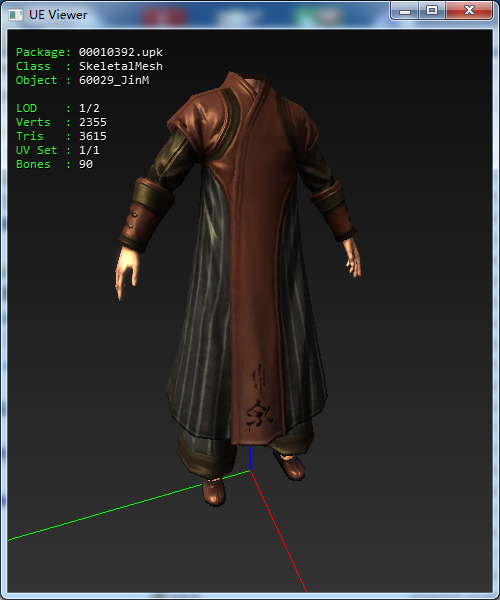 UE Viewer
Package: 00010392.upk
Class : SkeletalMesh
Object : 60029_JinM
LOD : 1/2
Verts : 2355
Tris : 3615
UV Set : 1/1
Bones : 90